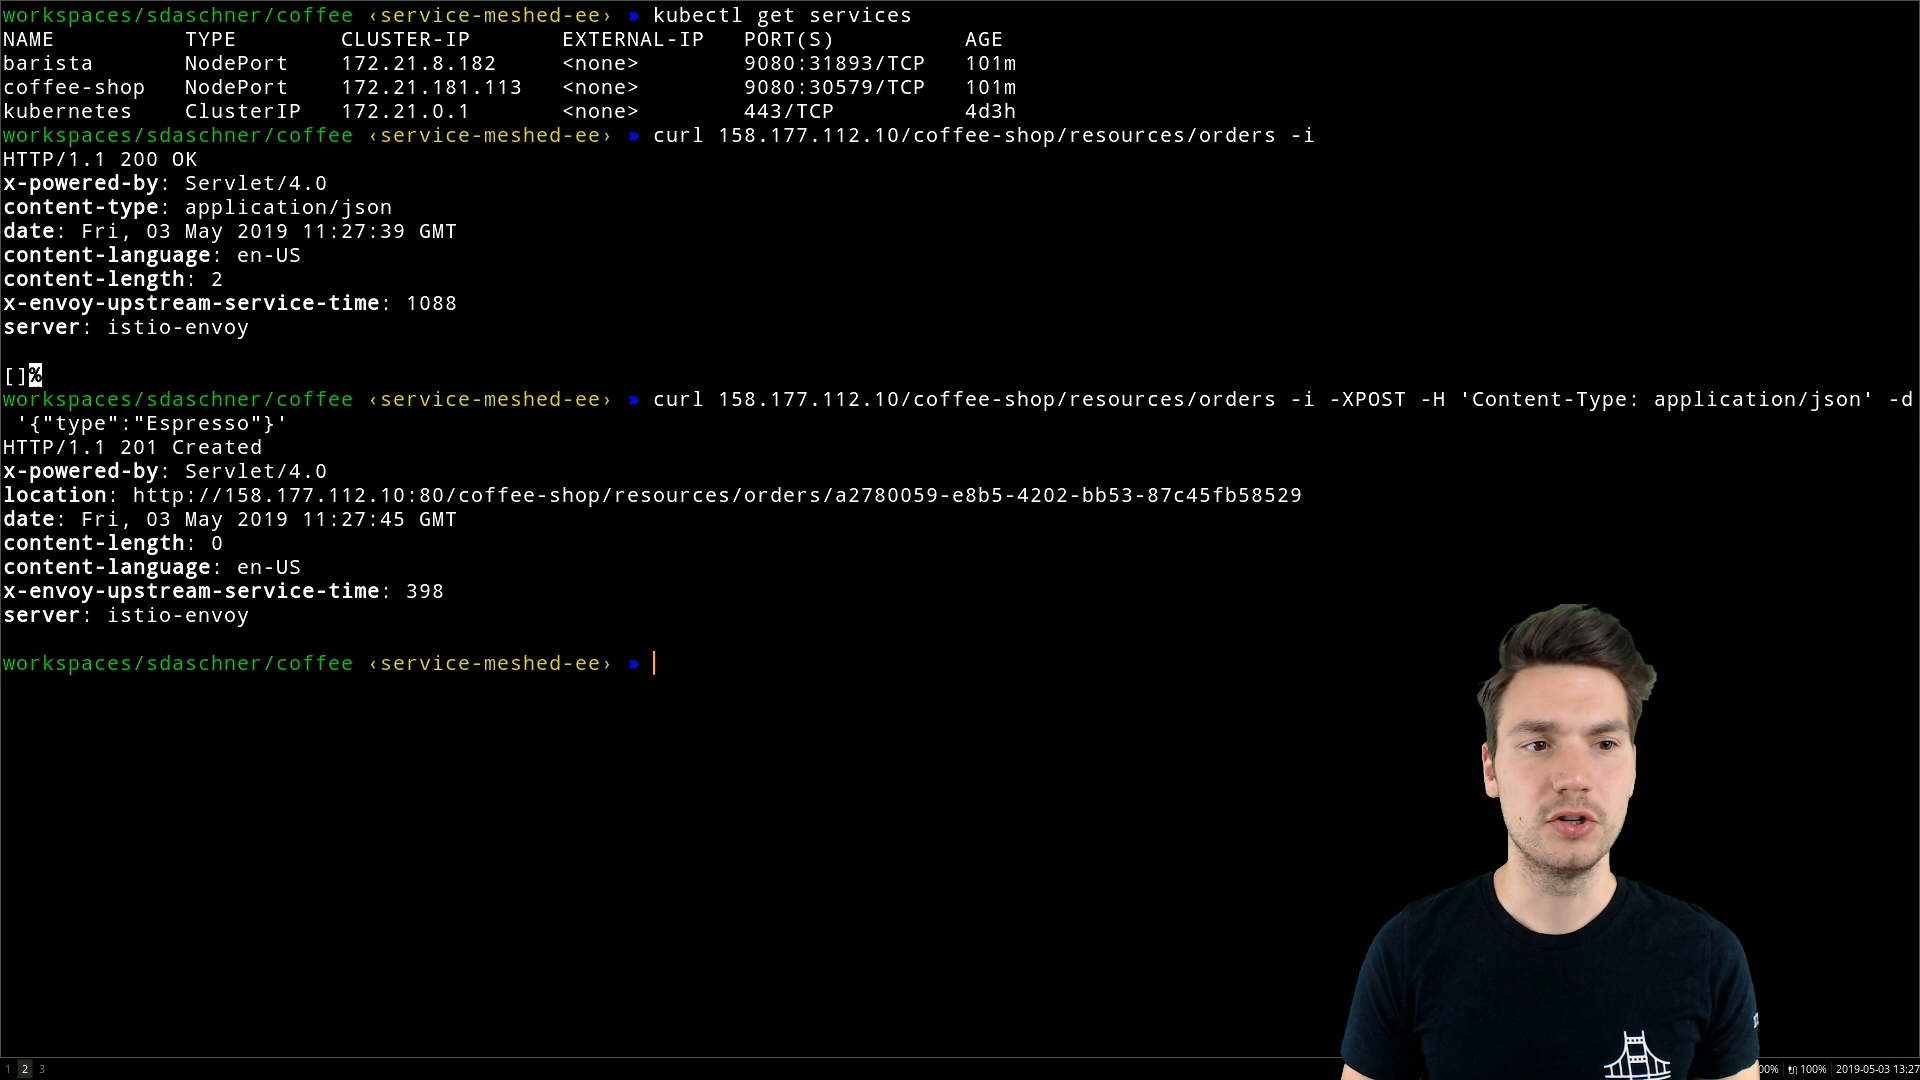 workspaces/sdaschner/coffee ‹service-meshed-ee› » kubectl get services
NAME TYPE CLUSTER-IP EXTERNAL-IP PORT(S) AGE
barista NodePort 172.21.8.182 <none> 9080:31893/TCP 101m
coffee-shop NodePort 172.21.181.113 <none> 9080:30579/TCP 101m
kubernetes ClusterIP 172.21.0.1 <none> 443/TCP 4d3h
workspaces/sdaschner/coffee ‹service-meshed-ee› » curl 158.177.112.10/coffee-shop/resources/orders -i
HTTP/1.1 200 OK
x-powered-by: Servlet/4.0
content-type: application/json
date: Fri, 03 May 2019 11:27:39 GMT
content-language: en-US
content-length: 2
x-envoy-upstream-service-time: 1088
server: istio-envoy
[]%
workspaces/sdaschner/coffee ‹service-meshed-ee› » curl 158.177.112.10/coffee-shop/resources/orders -i -XPOST -H 'Content-Type: application/json' -d
'{"type":"Espresso"}'
HTTP/1.1 201 Created
x-powered-by: Servlet/4.0
location: http://158.177.112.10:80/coffee-shop/resources/orders/a2780059-e8b5-4202-bb53-87c45fb58529
date: Fri, 03 May 2019 11:27:45 GMT
content-length: 0
content-language: en-US
x-envoy-upstream-service-time: 398
server: istio-envoy
workspaces/sdaschner/coffee ‹service-meshed-ee› »
1 2 3
100% 2019-05-03 13:27